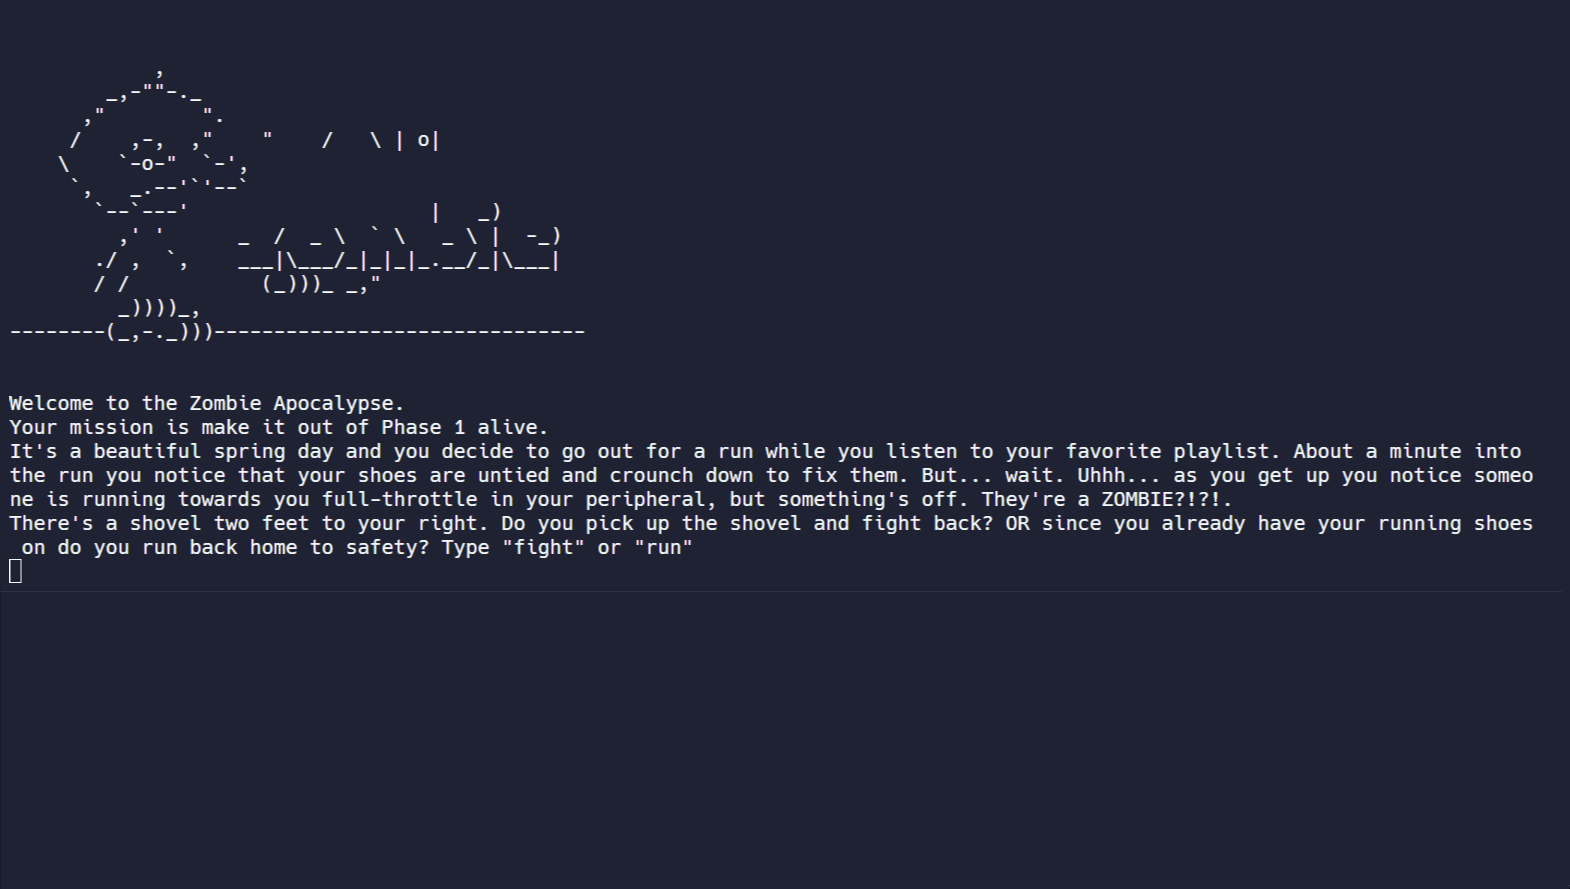 Welcome to the Zombie Apocalypse.
Your mission is make it out of Phase 1 alive.
It's a beautiful spring day and you decide to go out for a run while you listen to your favorite playlist. About a minute into
the run you notice that your shoes are untied and crounch down to fix them. But... wait. Uhhh... as you get up you notice someo
ne is running towards you full-throttle in your peripheral, but something's off. They're a ZOMBIE?!?!.
There's a shovel two feet to your right. Do you pick up the shovel and fight back? OR since you already have your running shoes
on do you run back home to safety? Type "fight" or "run"